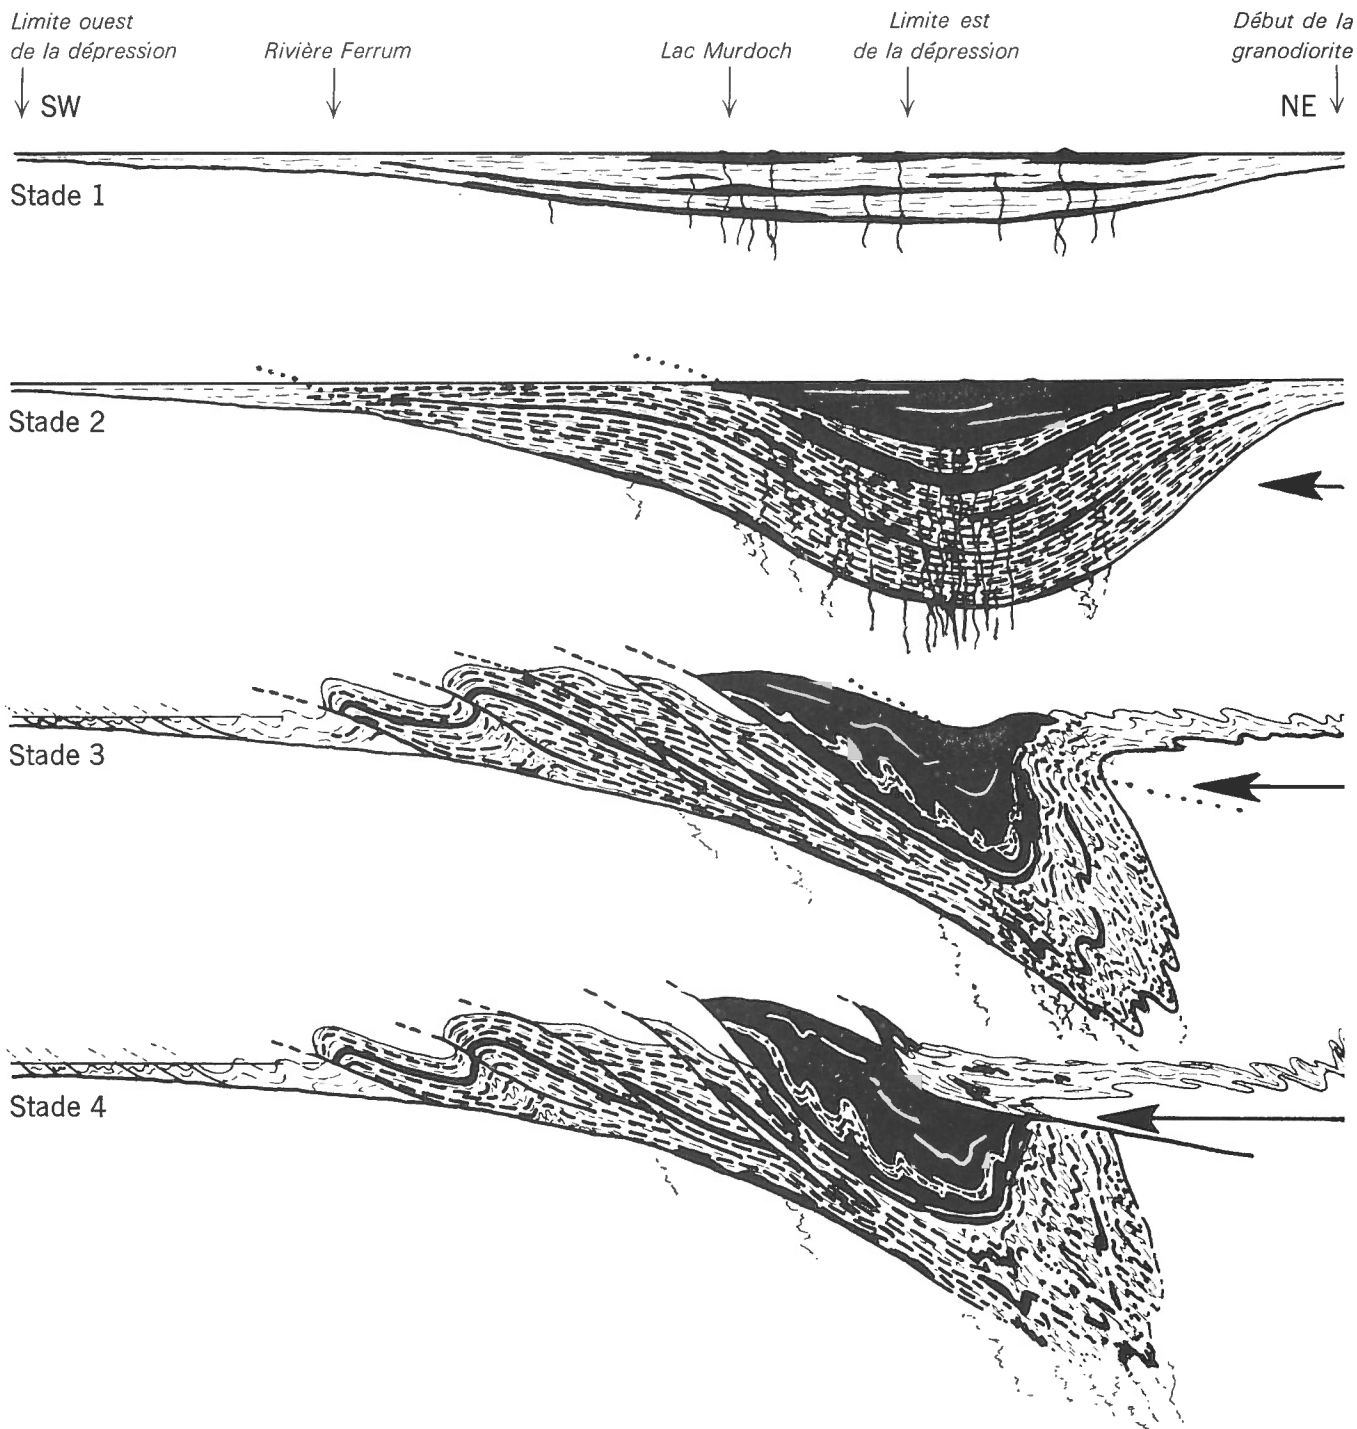 Limite ouest
de la dépression
Rivière Ferrum
Lac Murdoch
Limite est
de la dépression
Début de la
granodiorite
SW
NE
Stade 1
Stade 2
Stade 3
Stade 4